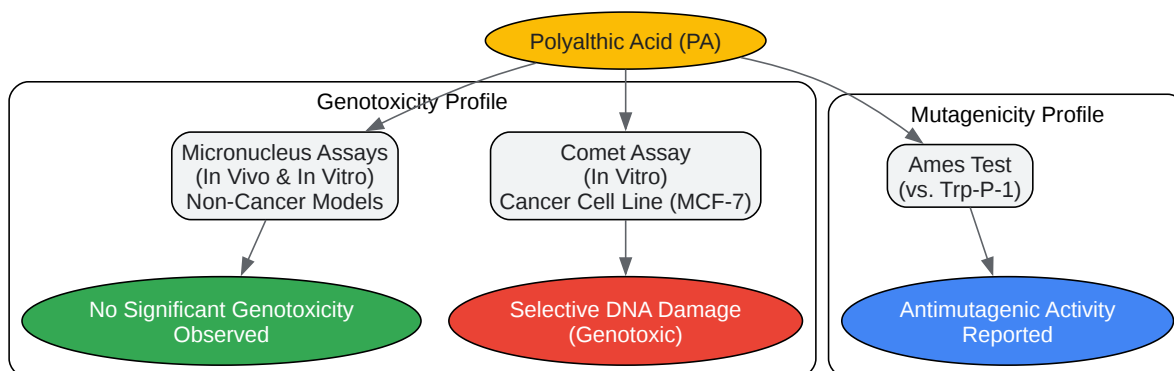 Polyalthic Acid (PA)
Genotoxicity Profile
Mutagenicity Profile
Micronucleus Assays
(In Vivo & In Vitro)
Non-Cancer Models
Comet Assay
(In Vitro)
Cancer Cell Line (MCF-7)
Ames Test
(vs. Trp-P-1)
No Significant Genotoxicity
Observed
Selective DNA Damage
(Genotoxic)
Antimutagenic Activity
Reported